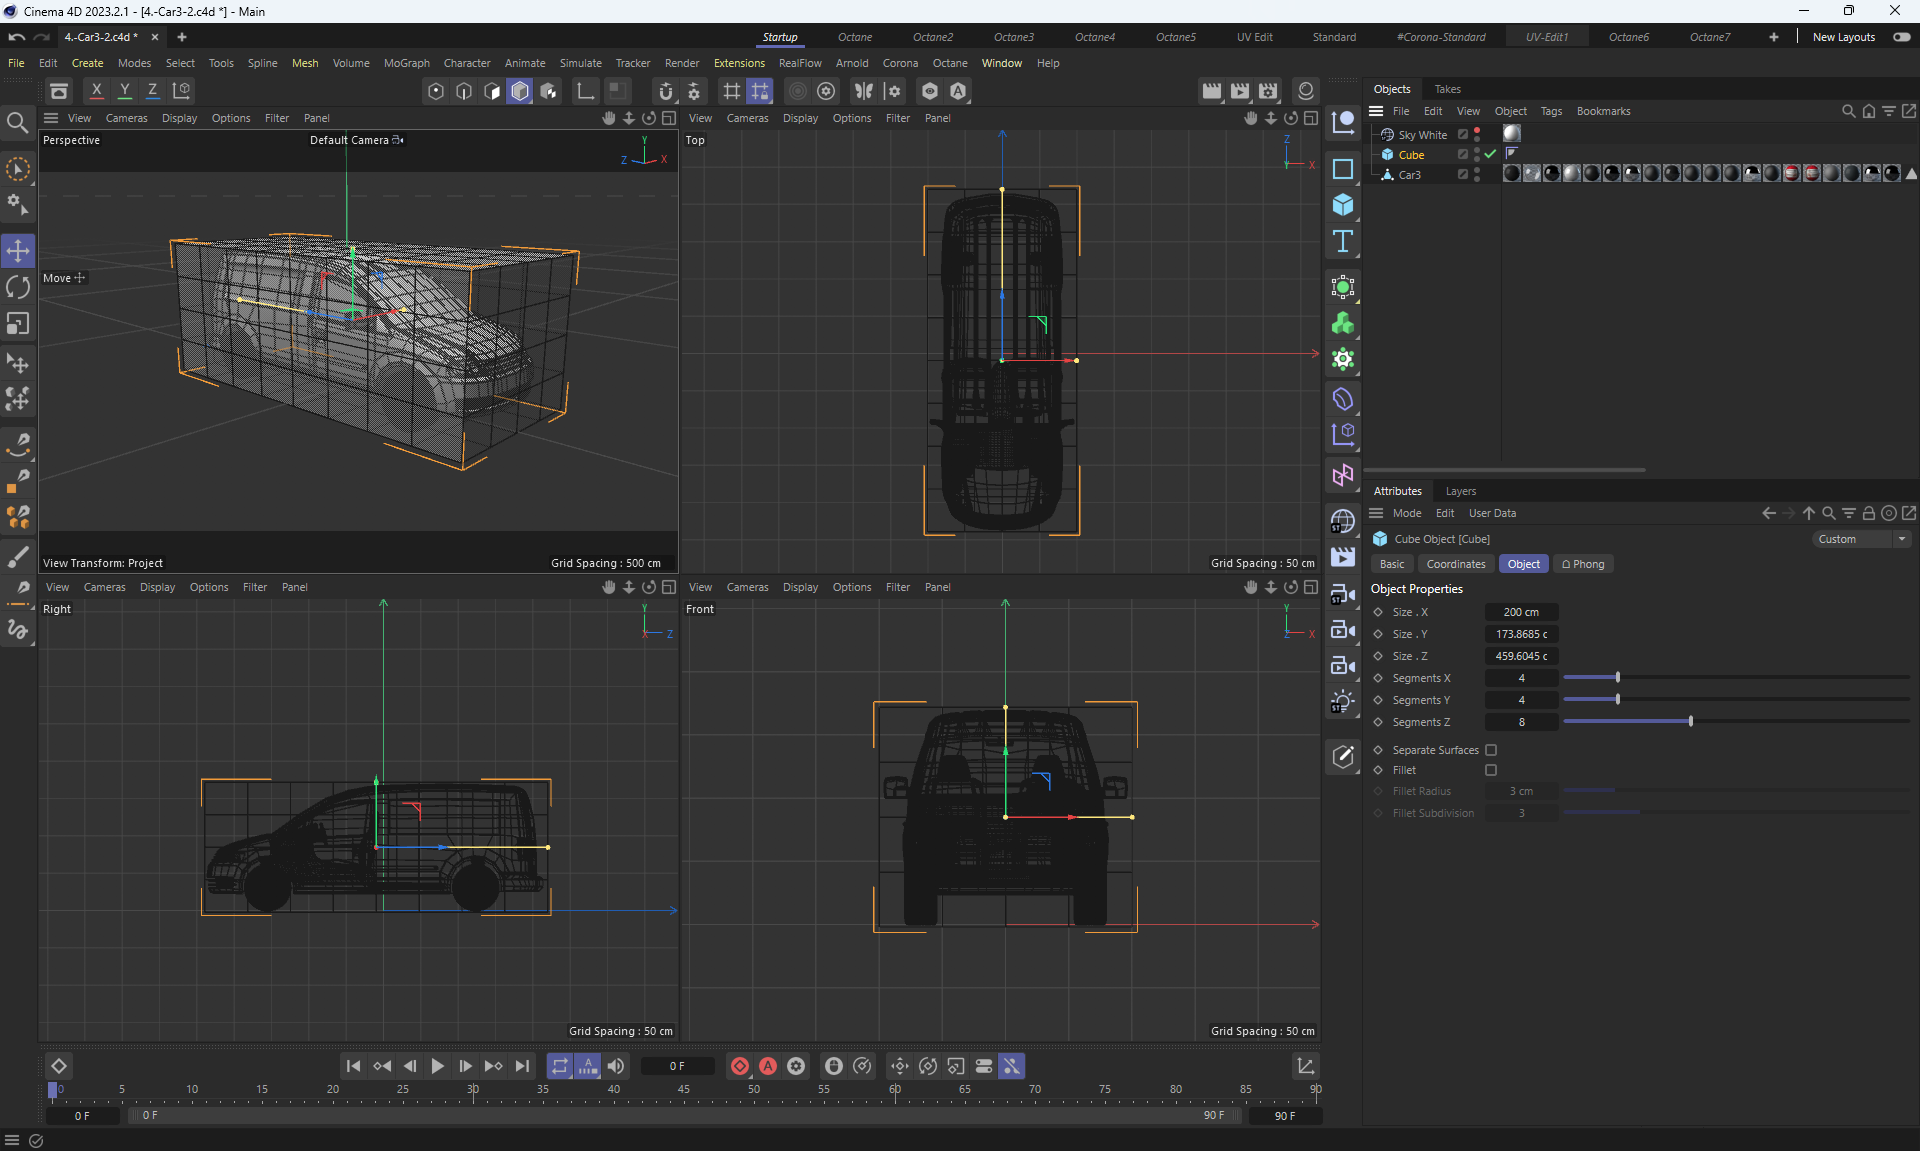 Cinema 4D 2023.2.1 - [4.-Car3-2.c4d *] - Main
4.-Car3-2.c4d *
Startup Octane Octane2 Octane3 Octane4 Octane5 UV Edit Standard #Corona-Standard UV-Edit1 Octane6 Octane7 New Layouts
File Edit Create Modes Select Tools Spline Mesh Volume MoGraph Character Animate Simulate Tracker Render Extensions RealFlow Arnold Corona Octane Window Help
X Y Z
Objects Takes
File Edit View Object Tags Bookmarks
Sky White
Cube
Car3
View Cameras Display Options Filter Panel
Perspective
Default Camera
Y
Z X
Move
View Transform: Project
Grid Spacing : 500 cm
View Cameras Display Options Filter Panel
Top
Z
Y X
Grid Spacing : 50 cm
View Cameras Display Options Filter Panel
Right
Y
X Z
Grid Spacing : 50 cm
View Cameras Display Options Filter Panel
Front
Y
Z X
Grid Spacing : 50 cm
ST
ST
ST
Attributes Layers
Mode Edit User Data
Cube Object [Cube]
Custom
Basic Coordinates Object Phong
Object Properties
Size . X 200 cm
Size . Y 173.8685 c
Size . Z 459.6045 c
Segments X 4
Segments Y 4
Segments Z 8
Separate Surfaces
Fillet
Fillet Radius 3 cm
Fillet Subdivision 3
0 F
0 5 10 15 20 25 30 35 40 45 50 55 60 65 70 75 80 85 90
0 F 0 F 90 F 90 F